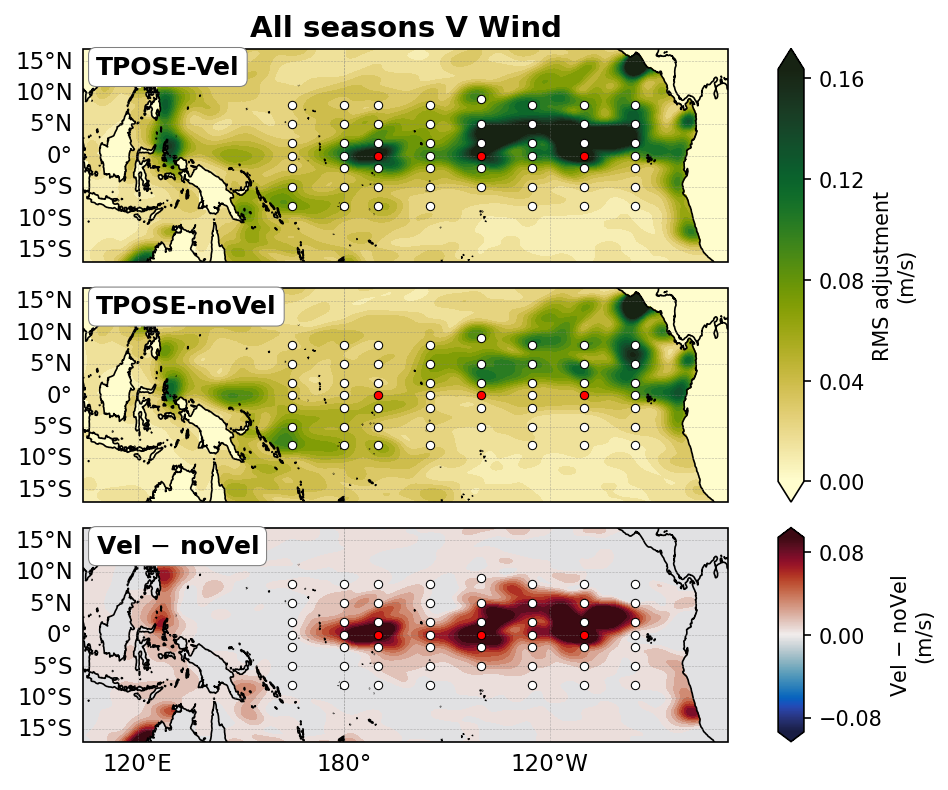 All seasons V Wind
TPOSE-Vel
15°N
10°N
5°N
0°
5°S
10°S
15°S
TPOSE-noVel
15°N
10°N
5°N
0°
5°S
10°S
15°S
Vel − noVel
15°N
10°N
5°N
0°
5°S
10°S
15°S
120°E
180°
120°W
0.16
0.12
0.08
0.04
0.00
RMS adjustment
(m/s)
0.08
0.00
−0.08
Vel − noVel
(m/s)